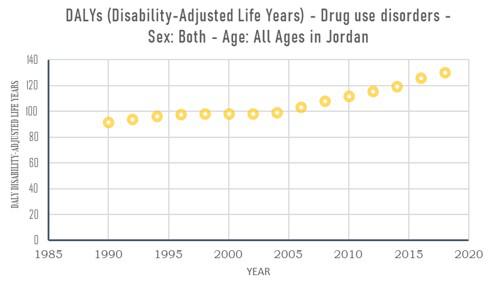 DALYs (Disability-Adjusted Life Years) - Drug use disorders -
Sex: Both - Age: All Ages in Jordan
140
120
100
80
60
40
20
0
DALY DISABILITY-ADJUSTED LIFE YEARS
1985 1990 1995 2000 2005 2010 2015 2020
YEAR